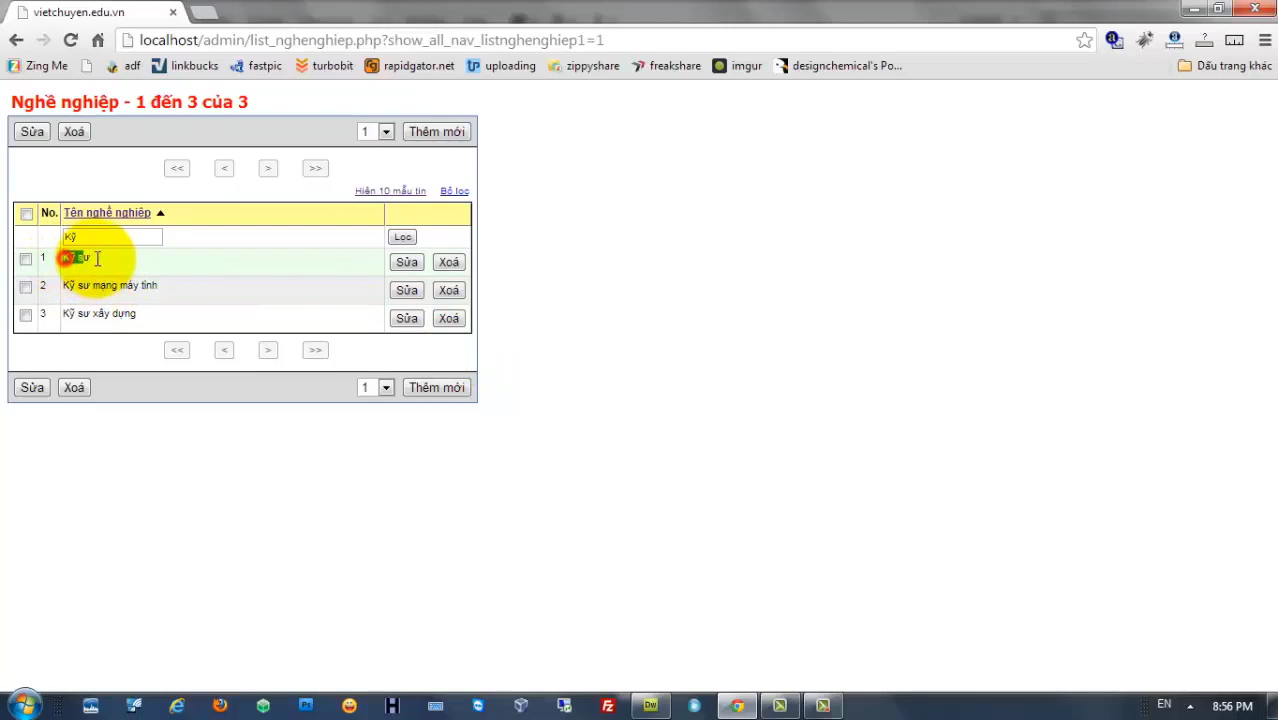 vietchuyen.edu.vn
localhost/admin/list_nghenghiep.php?show_all_nav_listnghenghiep1=1
Zing Me adf linkbucks fastpic turbobit rapidgator.net uploading zippyshare freakshare imgur designchemical's Po... Dấu trang khác
Nghề nghiệp - 1 đến 3 của 3
Sửa Xoá 1 Thêm mới
<< < > >>
Hiện 10 mẩu tin Bỏ lọc
No. Tên nghề nghiệp
Kỹ Lọc
1 Kỹ sư Sửa Xoá
2 Kỹ sư mạng máy tính Sửa Xoá
3 Kỹ sư xây dựng Sửa Xoá
<< < > >>
Sửa Xoá 1 Thêm mới
EN 8:56 PM